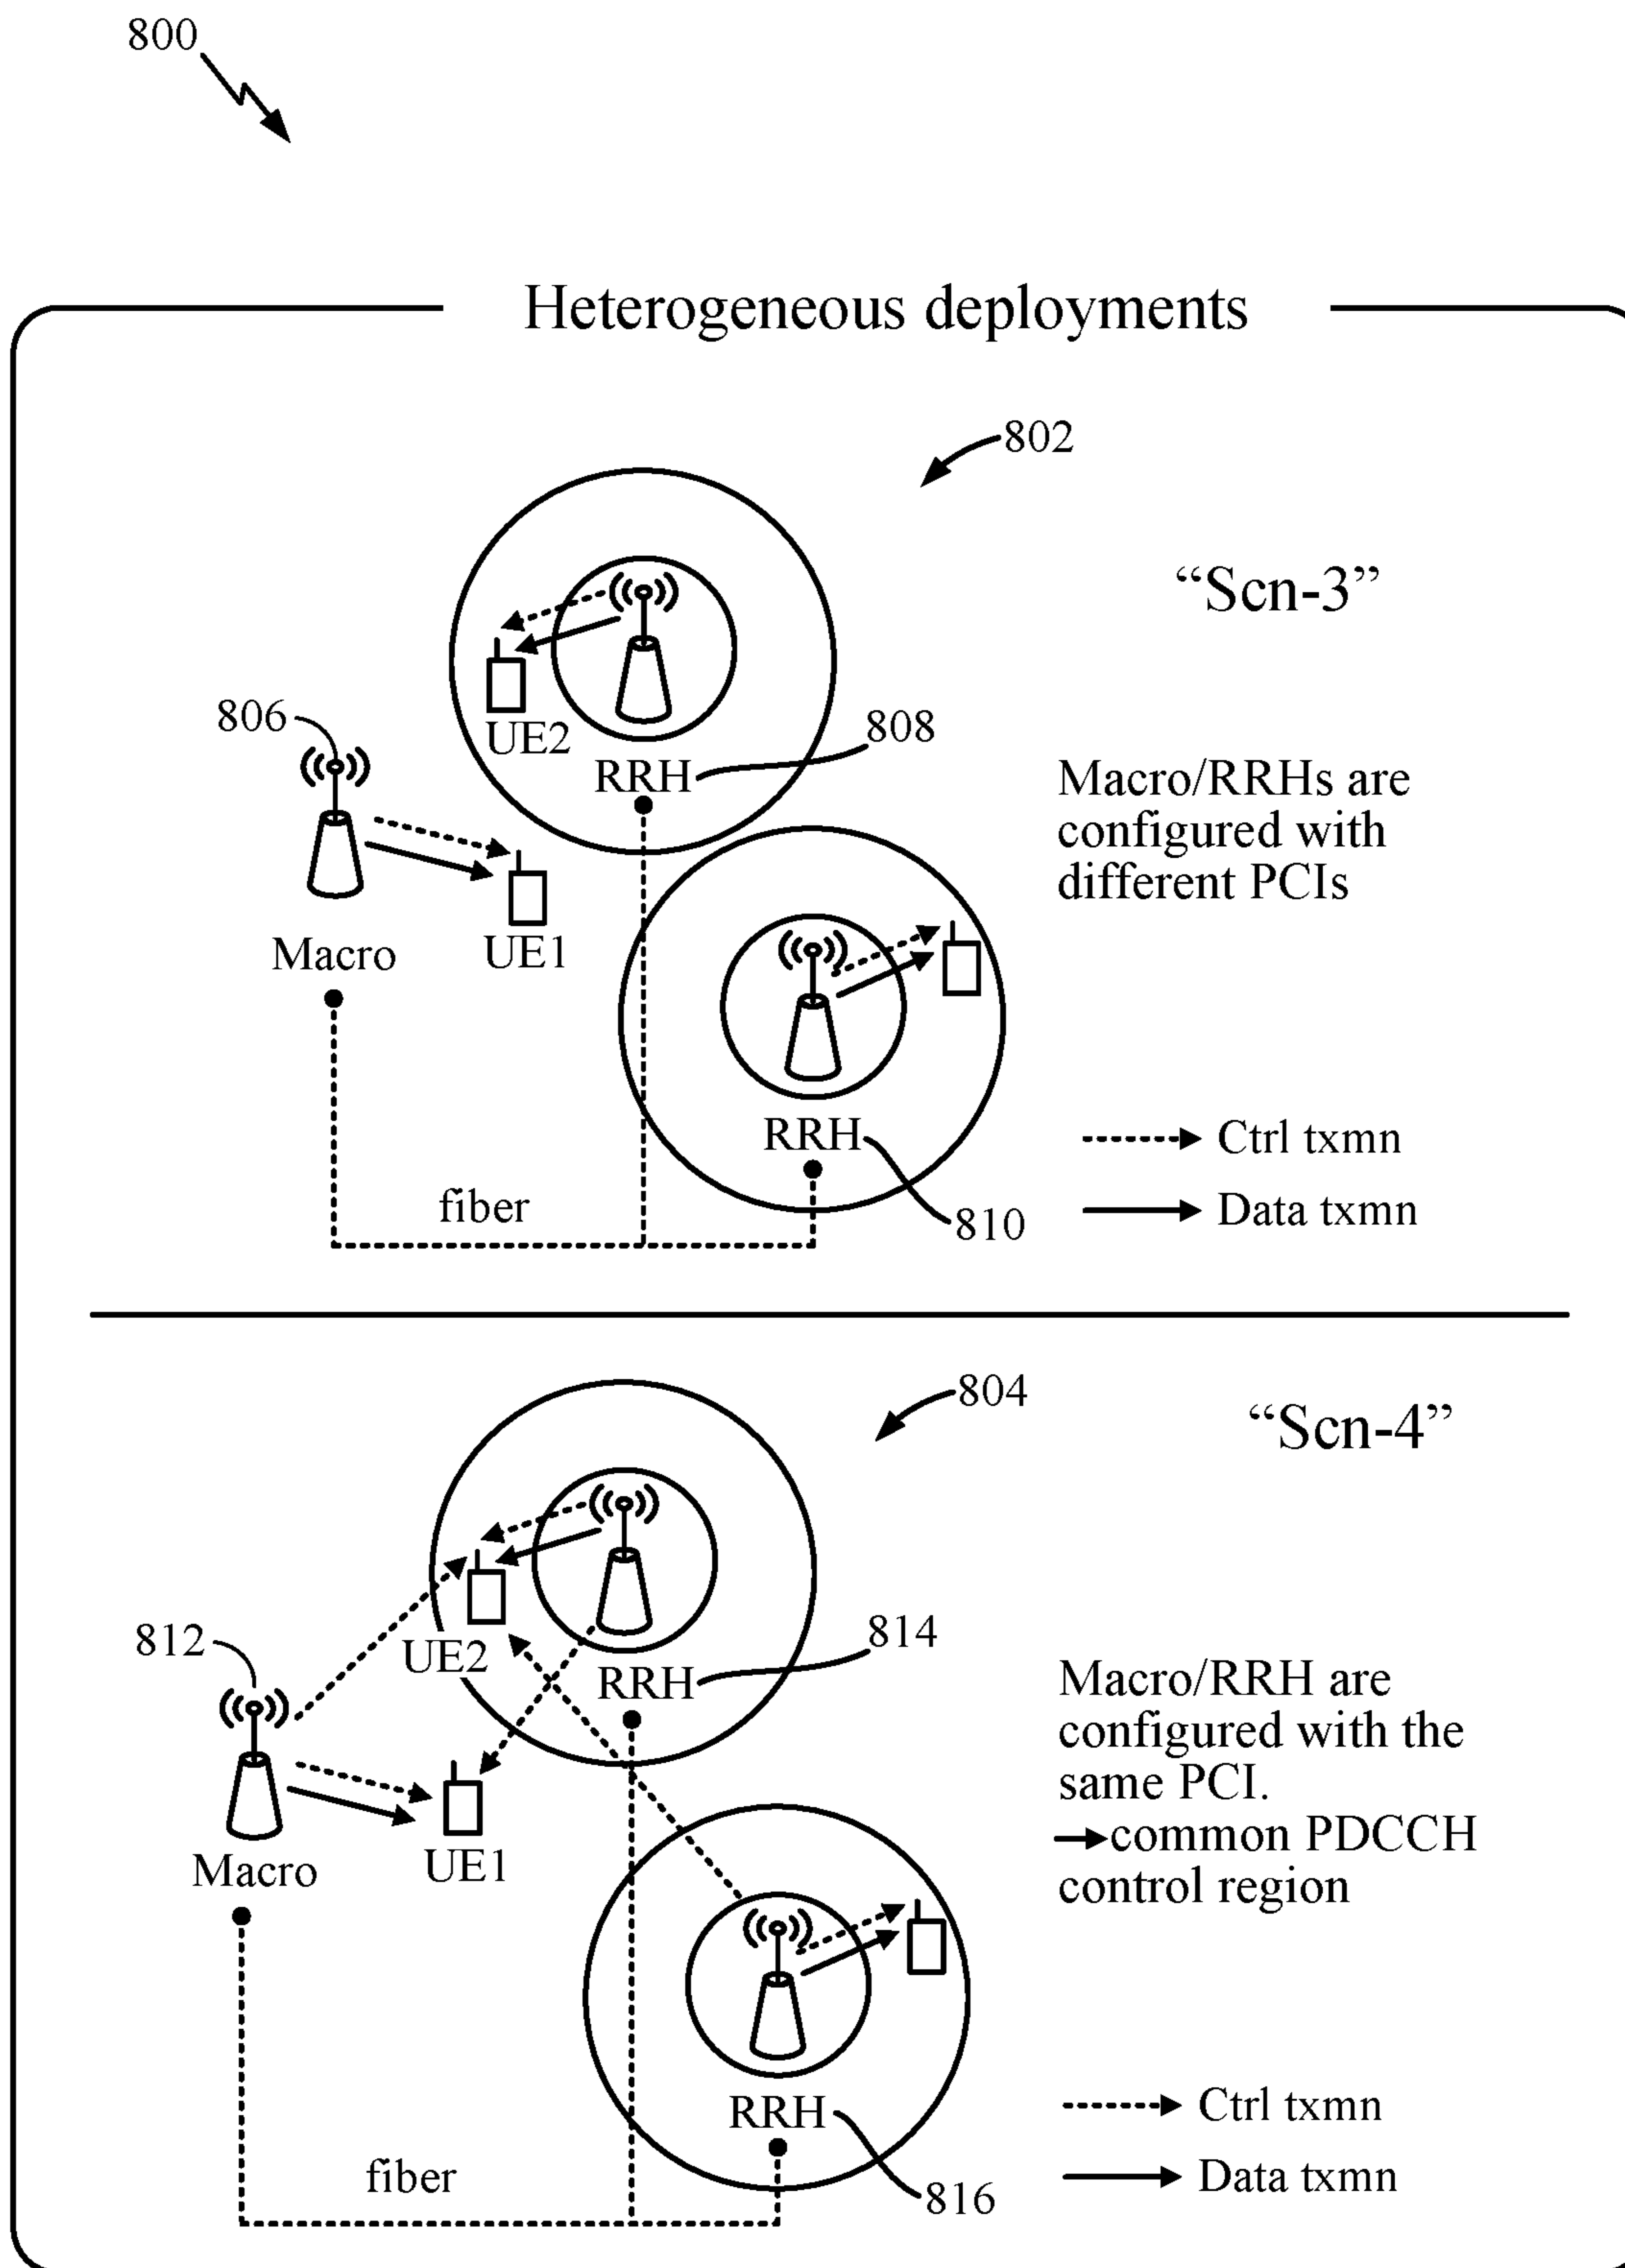 800
Heterogeneous deployments
802
“Scn-3”
806
UE2
808
RRH
Macro/RRHs are
configured with
different PCIs
Macro
UE1
RRH
Ctrl txmn
fiber
810
Data txmn
804
“Scn-4”
812
UE2
814
RRH
Macro/RRH are
configured with the
same PCI.
→common PDCCH
control region
Macro
UE1
RRH
Ctrl txmn
fiber
816
Data txmn